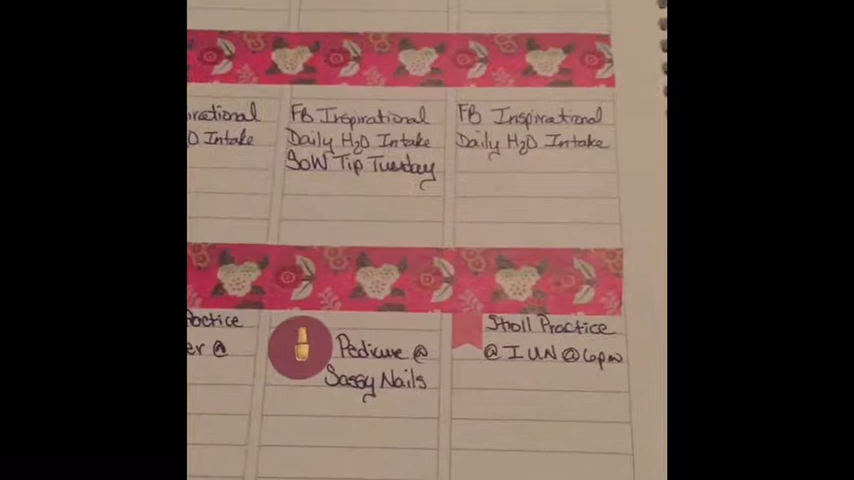 irational
FB Inspirational
FB Inspirational
O Intake
Daily H2O Intake
Daily H2O Intake
SOW Tip Tuesday
Practice
er @
Pedicure @
Sassy Nails
Stroll Practice
@ IUN @ 6pm